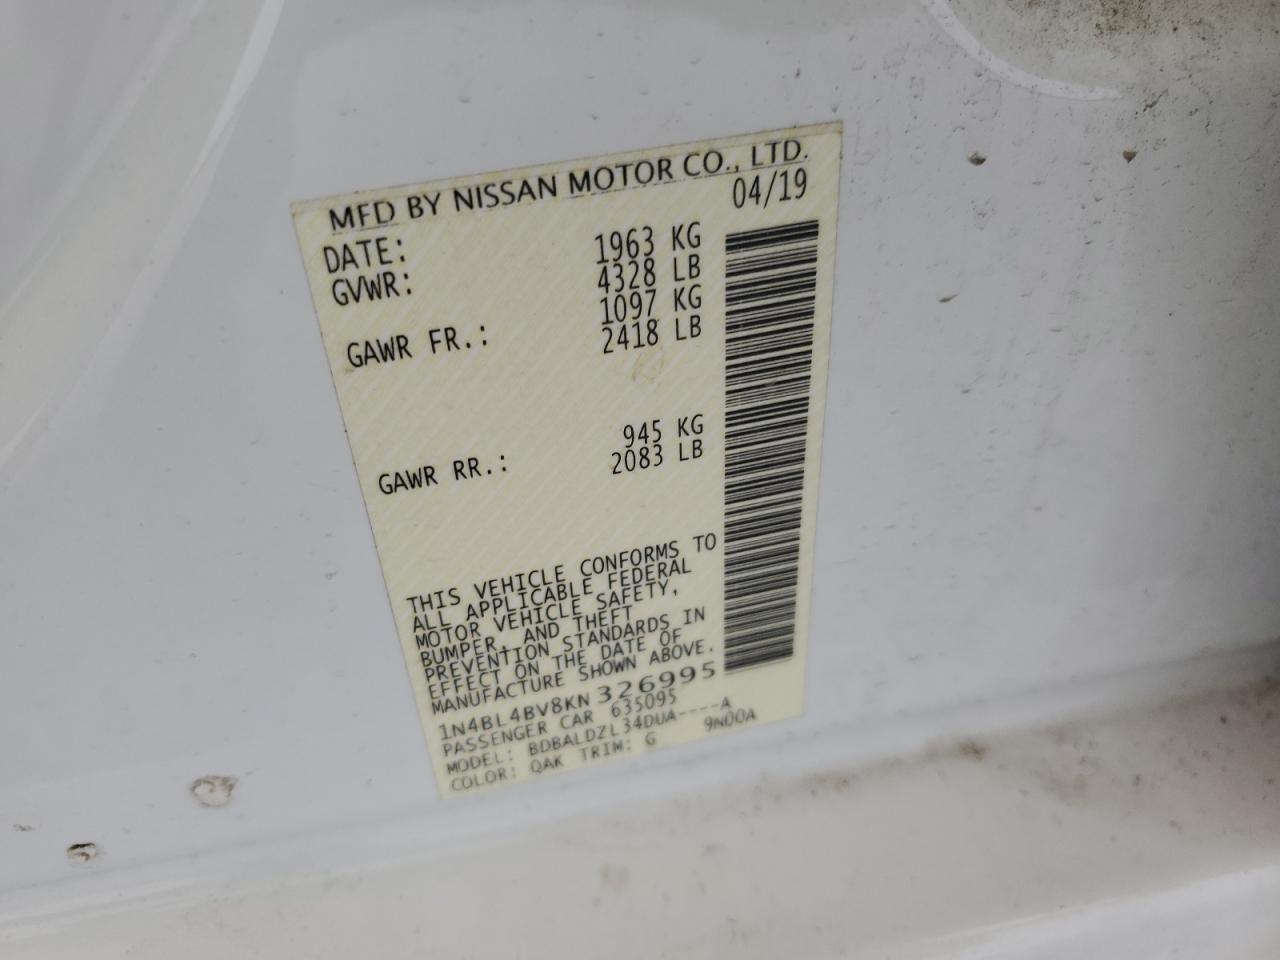 MFD BY NISSAN MOTOR CO., LTD.
DATE: 04/19
GVWR: 1963 KG
4328 LB
GAWR FR.: 1097 KG
2418 LB
GAWR RR.: 945 KG
2083 LB
THIS VEHICLE CONFORMS TO
ALL APPLICABLE FEDERAL
MOTOR VEHICLE SAFETY,
BUMPER, AND THEFT
PREVENTION STANDARDS IN
EFFECT ON THE DATE OF
MANUFACTURE SHOWN ABOVE.
1N4BL4BV8KN326995
PASSENGER CAR 635095
MODEL: BDBALDZL34DUA----A
COLOR: QAK TRIM: G 9N00A